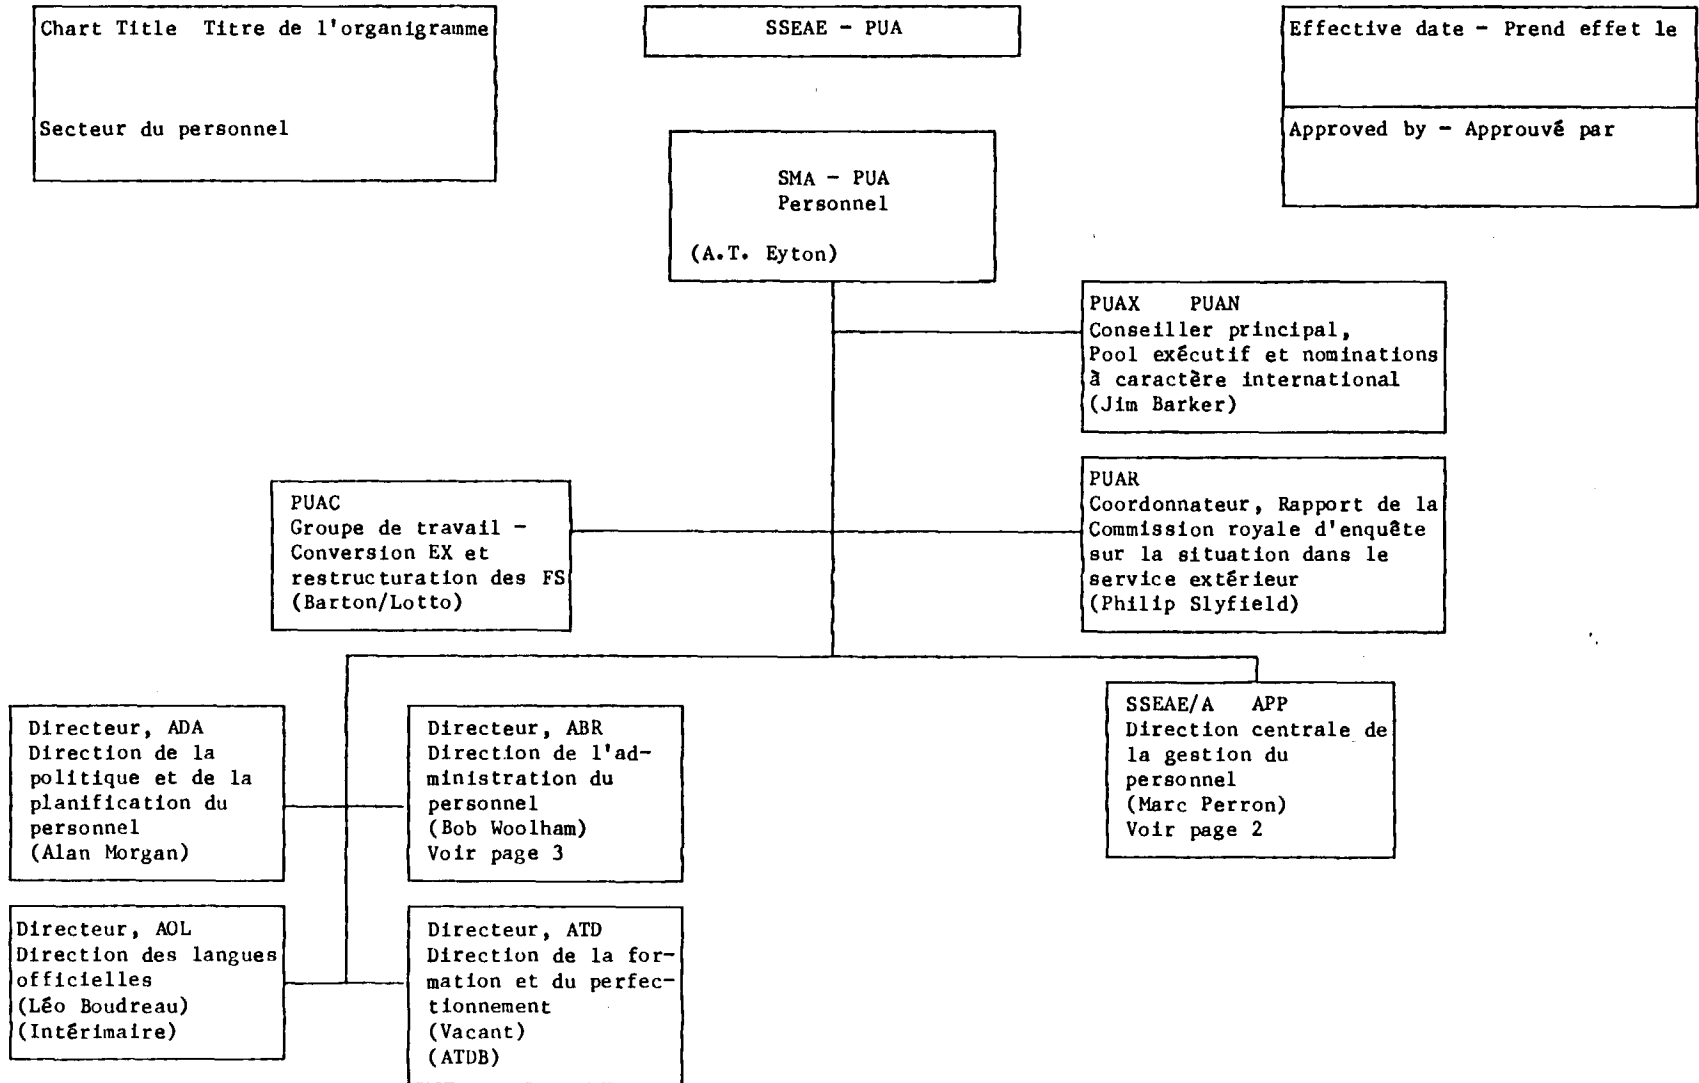 Chart Title Titre de l'organigramme
Secteur du personnel
SSEAE - PUA
Effective date - Prend effet le
Approved by - Approuvé par
SMA - PUA
Personnel
(A.T. Eyton)
PUAX PUAN
Conseiller principal,
Pool exécutif et nominations
à caractère international
(Jim Barker)
PUAC
Groupe de travail -
Conversion EX et
restructuration des FS
(Barton/Lotto)
PUAR
Coordonnateur, Rapport de la
Commission royale d'enquête
sur la situation dans le
service extérieur
(Philip Slyfield)
Directeur, ADA
Direction de la
politique et de la
planification du
personnel
(Alan Morgan)
Directeur, ABR
Direction de l'ad-
ministration du
personnel
(Bob Woolham)
Voir page 3
SSEAE/A APP
Direction centrale de
la gestion du
personnel
(Marc Perron)
Voir page 2
Directeur, AOL
Direction des langues
officielles
(Léo Boudreau)
(Intérimaire)
Directeur, ATD
Direction de la for-
mation et du perfec-
tionnement
(Vacant)
(ATDB)